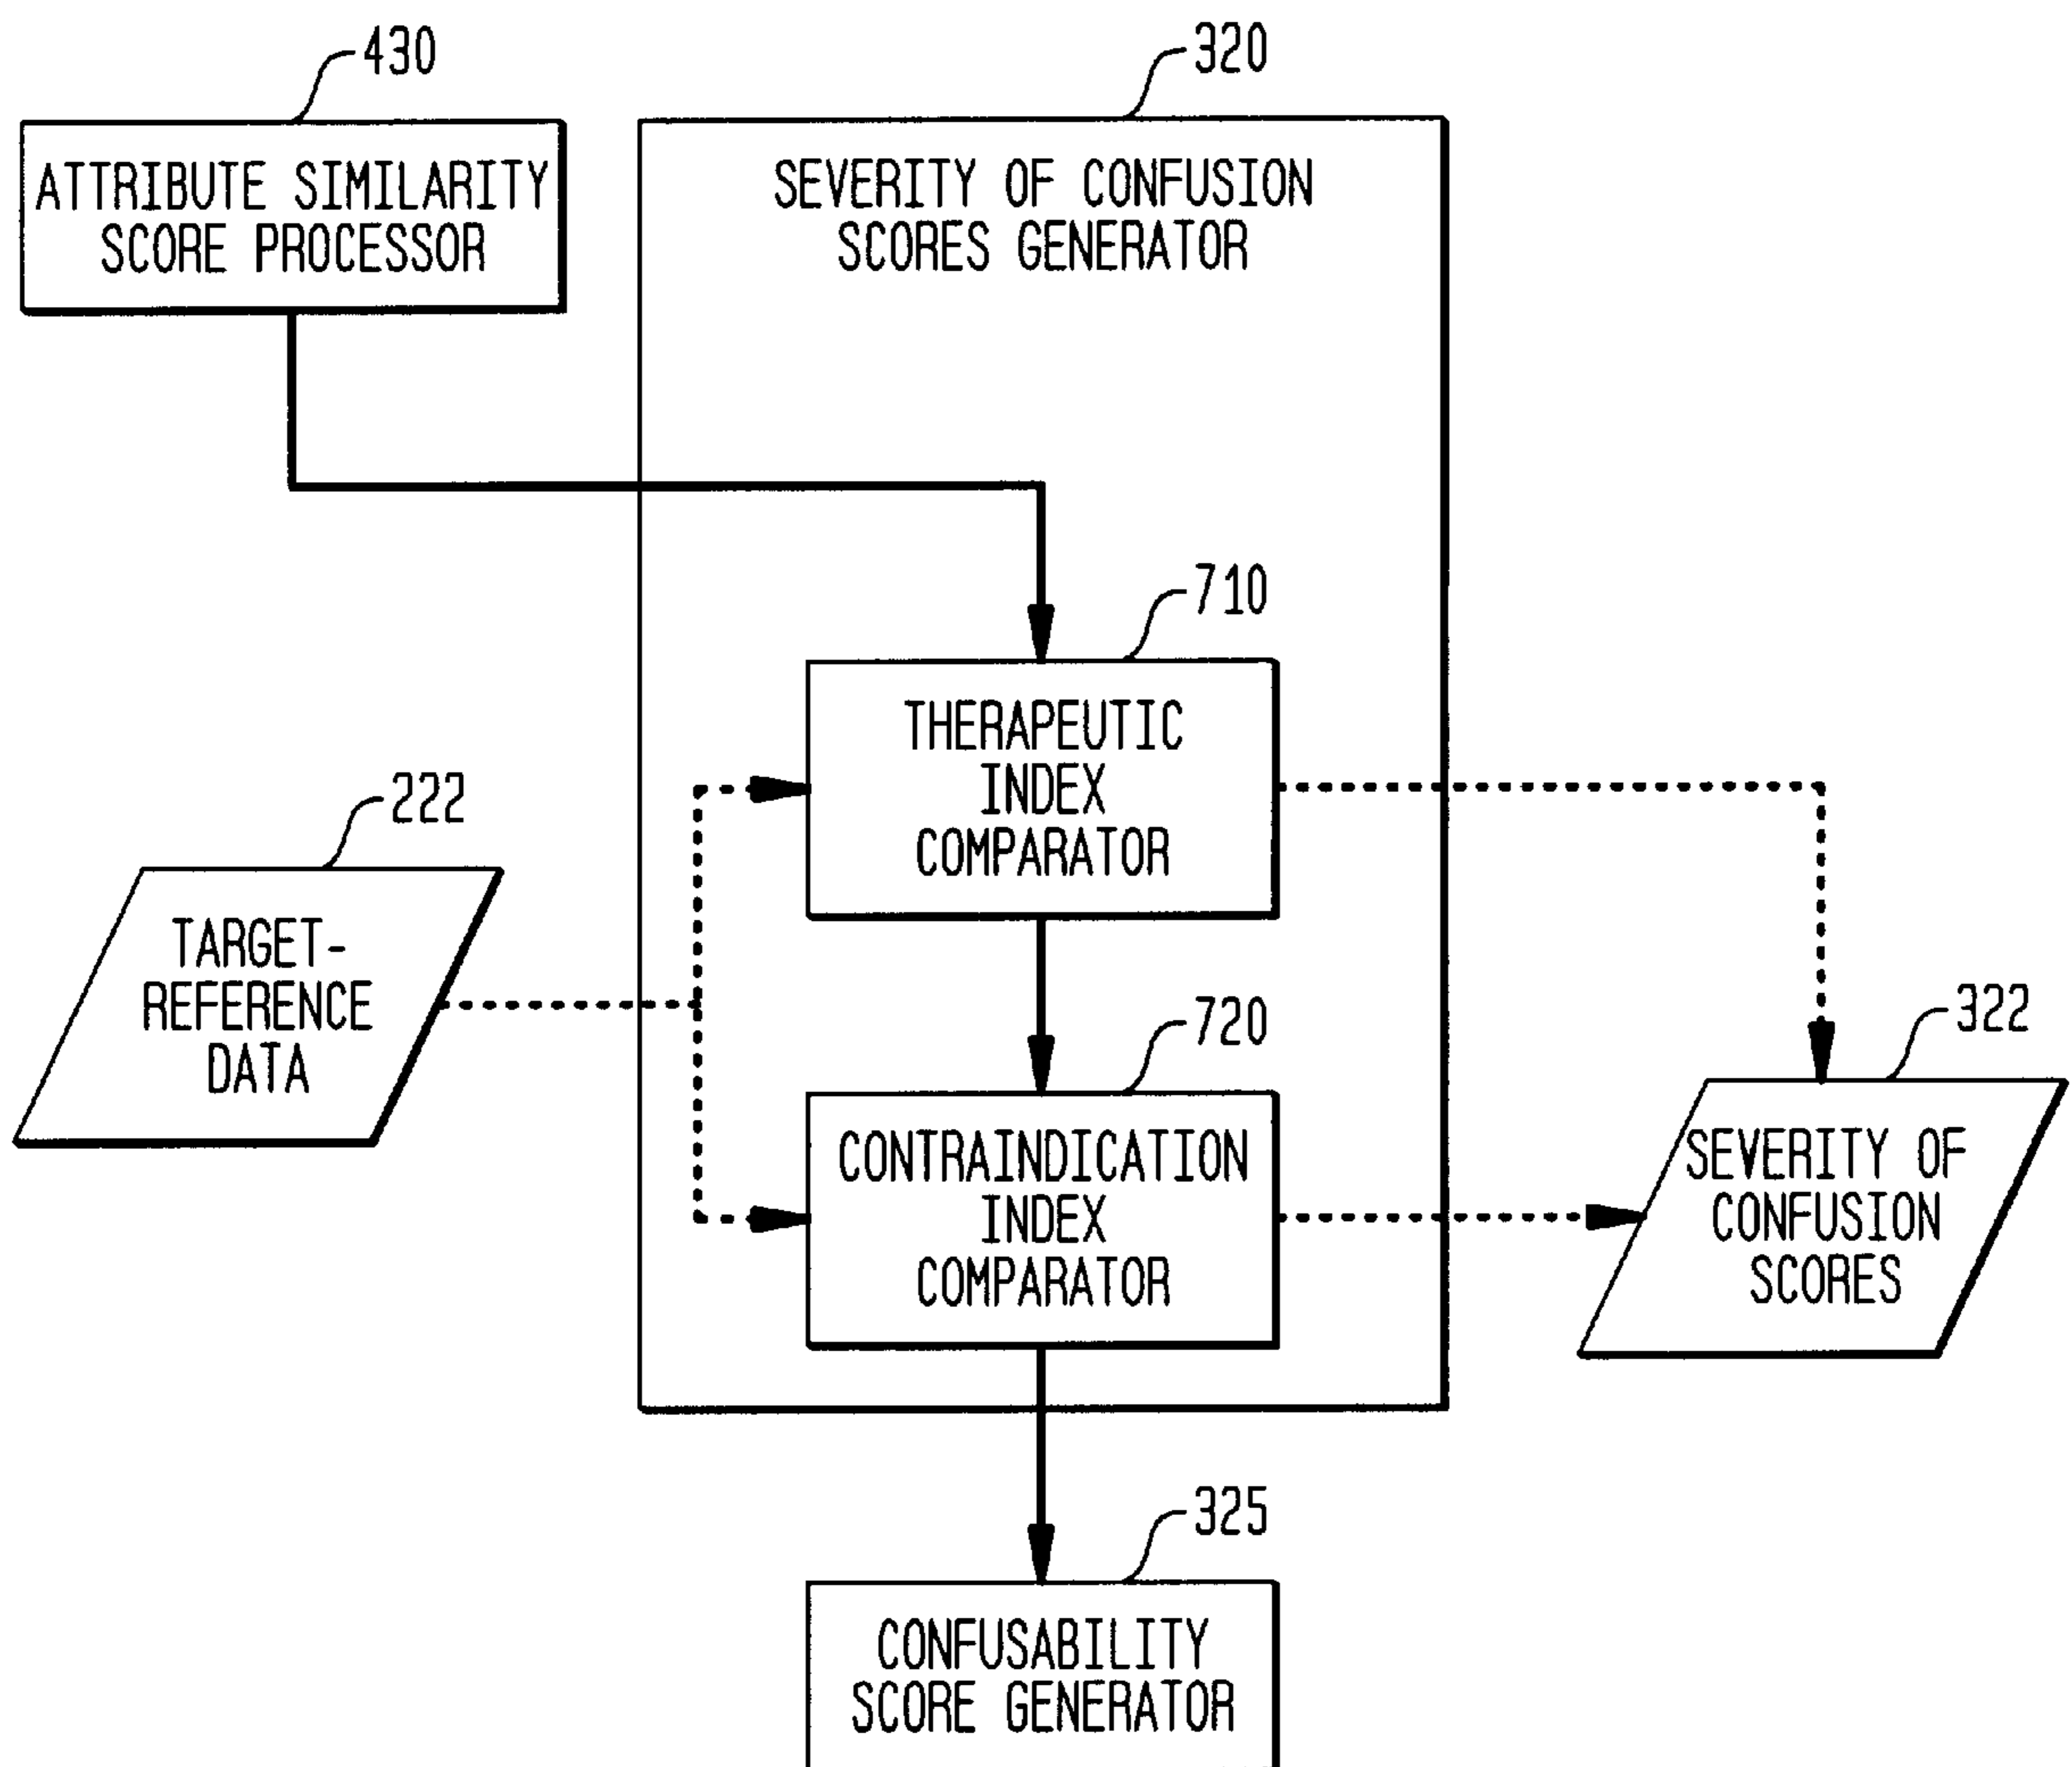 430
ATTRIBUTE SIMILARITY
SCORE PROCESSOR
320
SEVERITY OF CONFUSION
SCORES GENERATOR
710
THERAPEUTIC
INDEX
COMPARATOR
222
TARGET-
REFERENCE
DATA
720
CONTRAINDICATION
INDEX
COMPARATOR
322
SEVERITY OF
CONFUSION
SCORES
325
CONFUSABILITY
SCORE GENERATOR